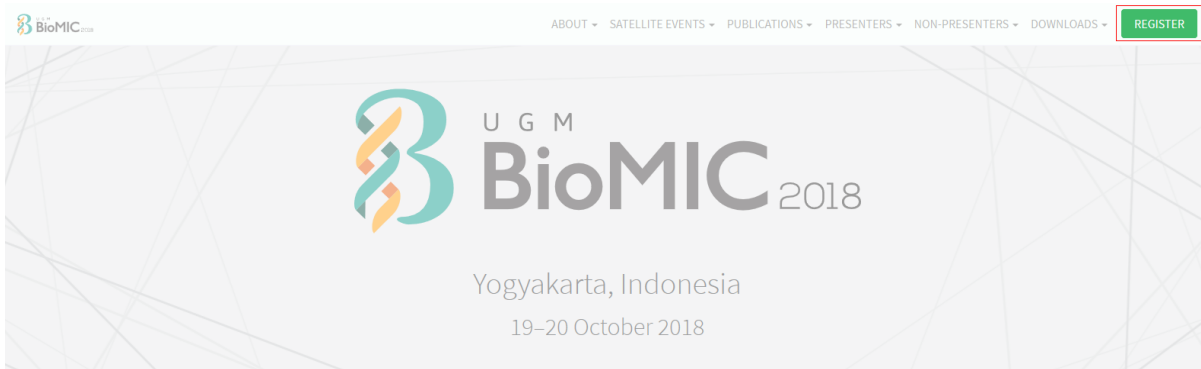 BioMIC 2018
ABOUT SATELLITE EVENTS PUBLICATIONS PRESENTERS NON-PRESENTERS DOWNLOADS REGISTER
UGM
BioMIC 2018
Yogyakarta, Indonesia
19–20 October 2018